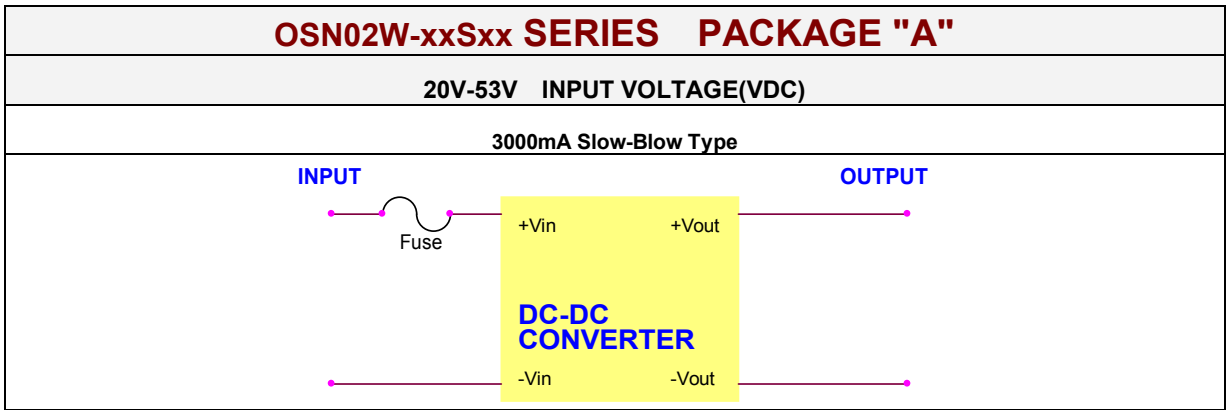 OSN02W-xxSxx SERIES PACKAGE "A"
20V-53V INPUT VOLTAGE(VDC)
3000mA Slow-Blow Type
INPUT
OUTPUT
Fuse
+Vin
+Vout
DC-DC
CONVERTER
-Vin
-Vout